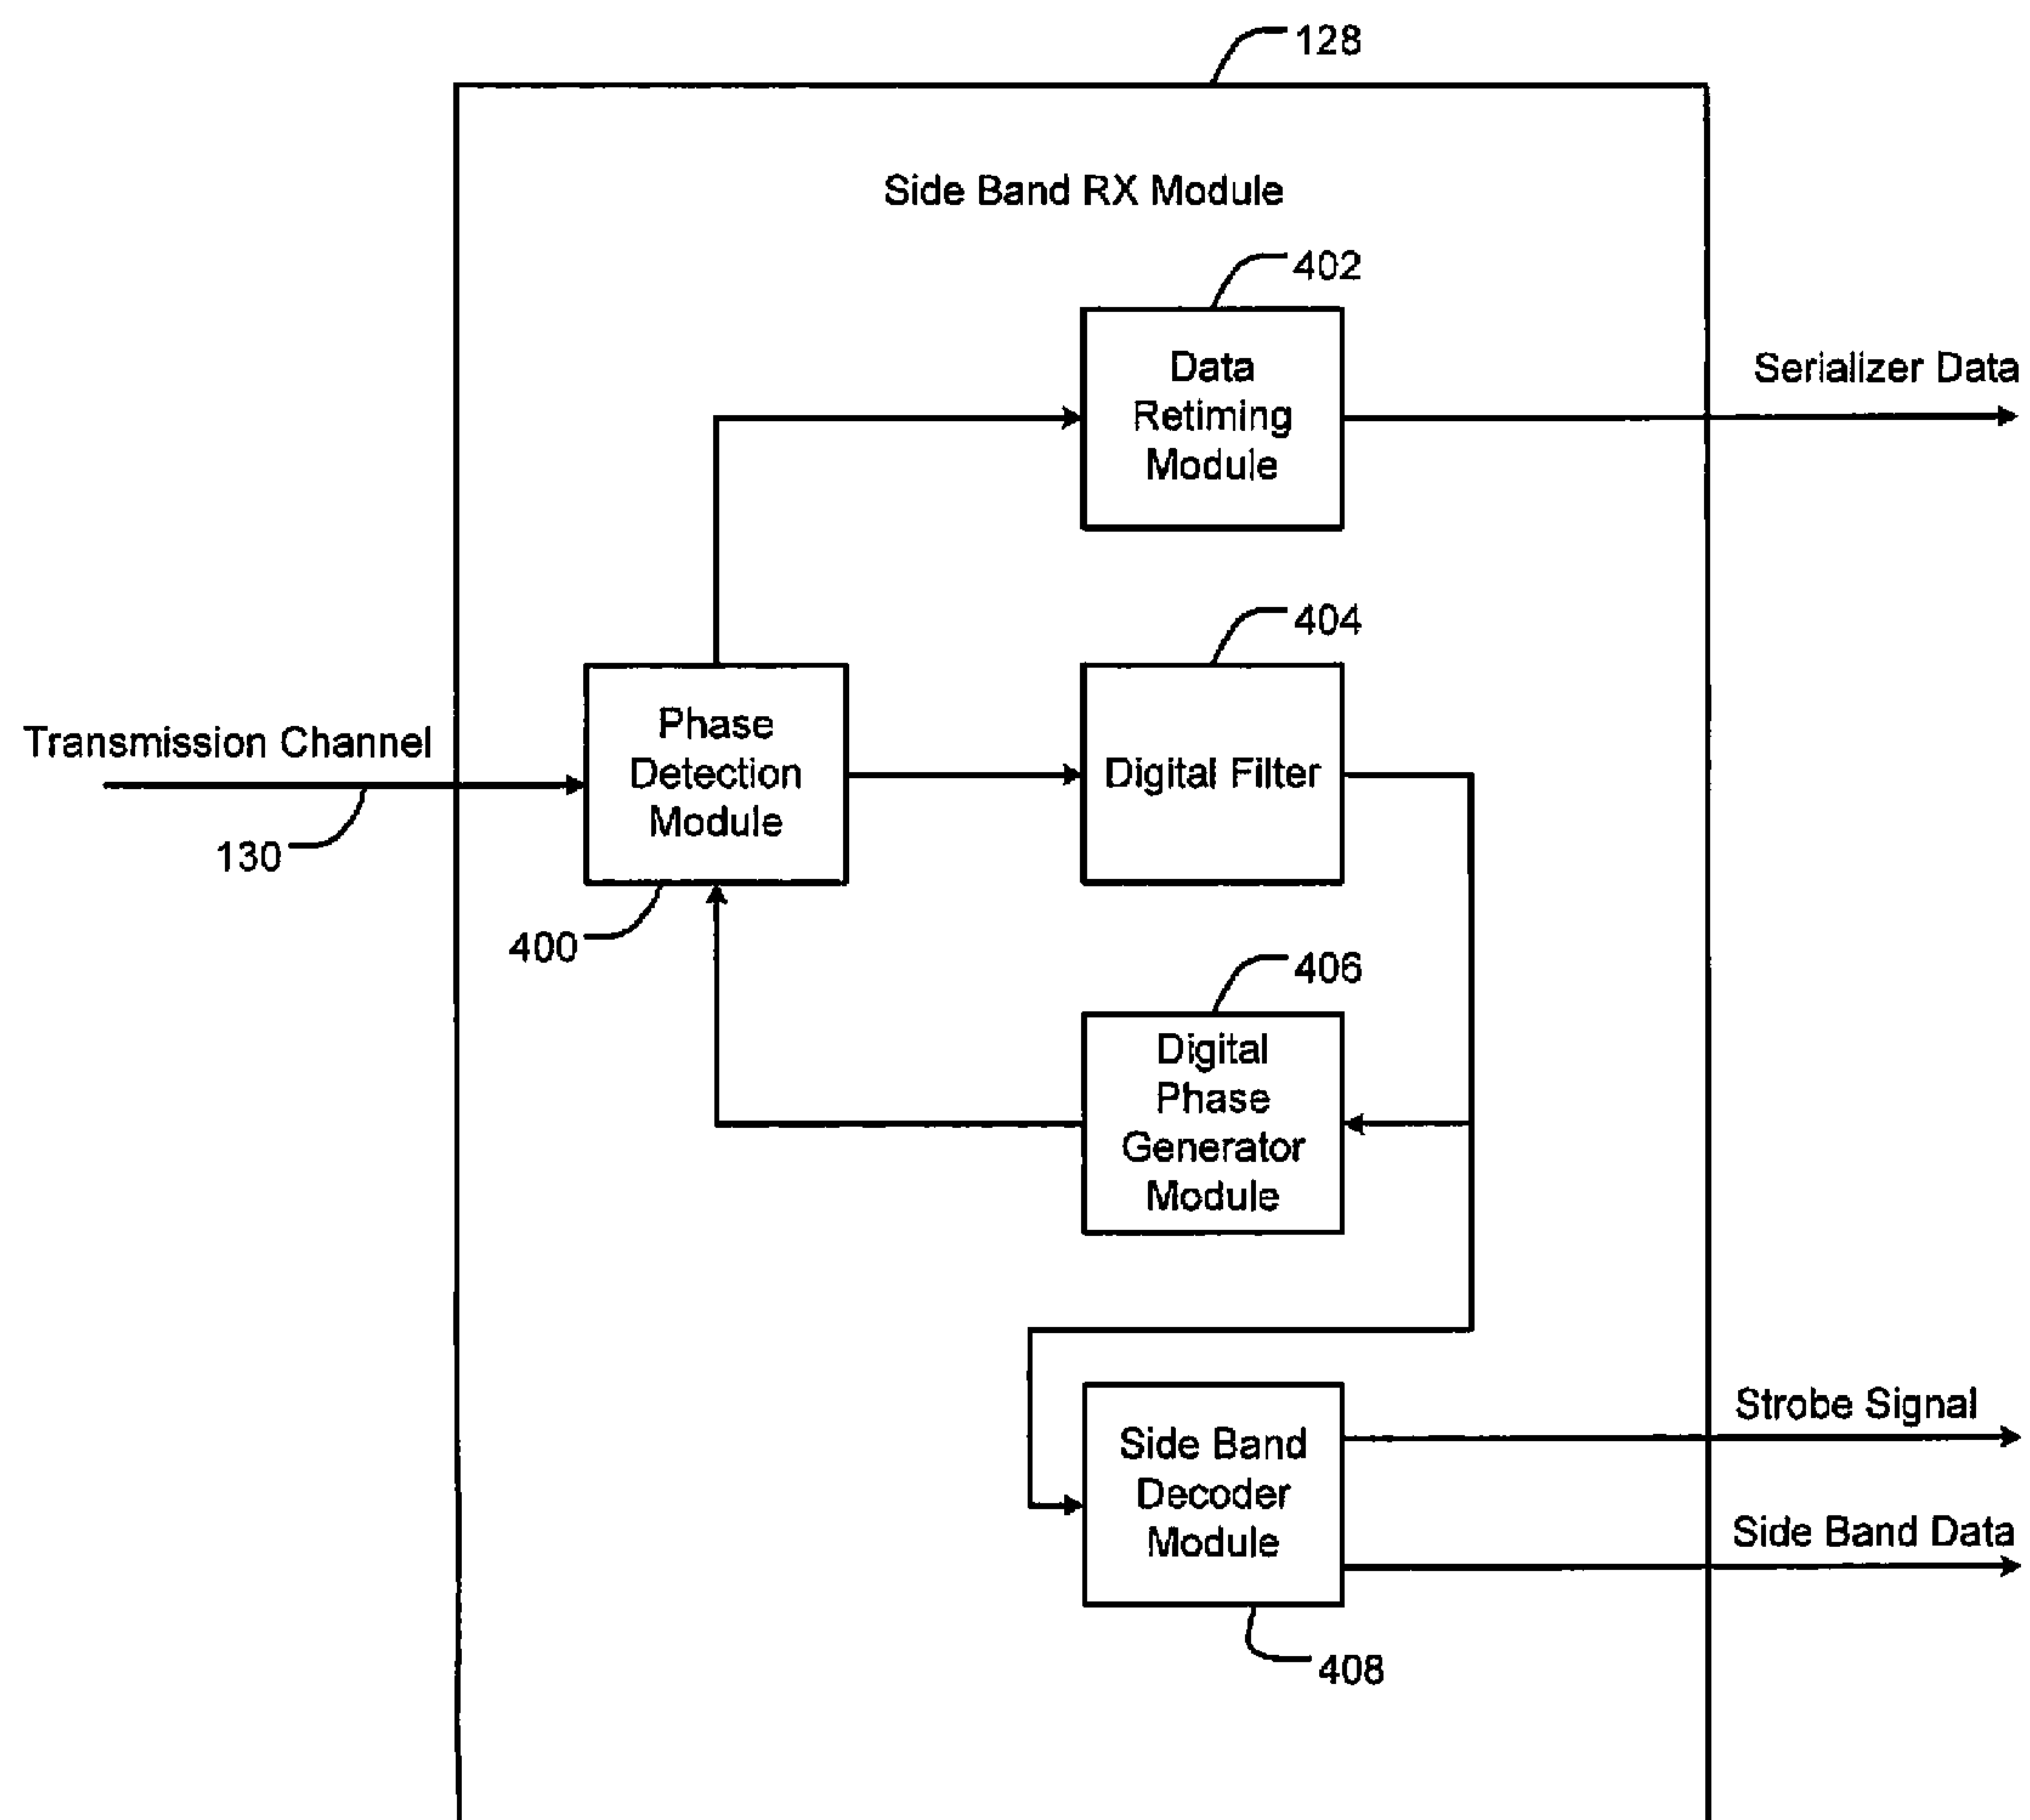 128
Side Band RX Module
402
Data
Retiming
Module
Serializer Data
404
Transmission Channel
Phase
Detection
Module
Digital Filter
130
400
406
Digital
Phase
Generator
Module
Strobe Signal
Side Band
Decoder
Module
Side Band Data
408